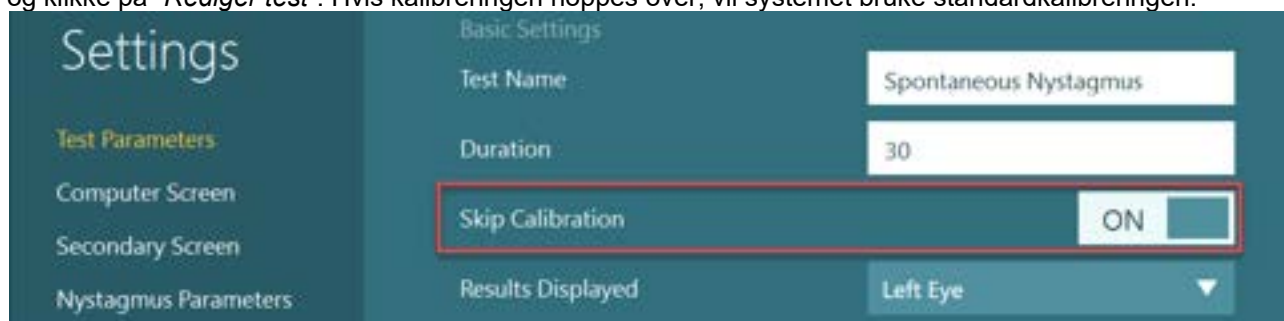 og klikke på "Rediger test". Hvis kalibreringen hoppes over, vil systemet bruke standardkalibreringen.
Settings
Test Parameters
Computer Screen
Secondary Screen
Nystagmus Parameters
Basic Settings
Test Name
Spontaneous Nystagmus
Duration
30
Skip Calibration
ON
Results Displayed
Left Eye